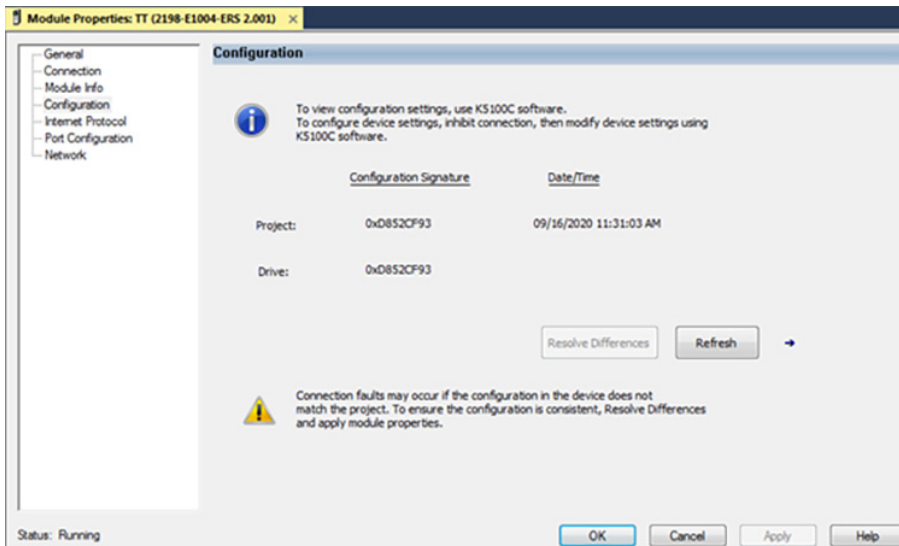 Module Properties: TT (2198-E1004-ERS 2.001) ×
General
Connection
Module Info
Configuration
Internet Protocol
Port Configuration
Network
Configuration
To view configuration settings, use K5100C software.
To configure device settings, inhibit connection, then modify device settings using
K5100C software.
Configuration Signature Date/Time
Project: 0xD852CF93 09/16/2020 11:31:03 AM
Drive: 0xD852CF93
Resolve Differences Refresh
Connection faults may occur if the configuration in the device does not
match the project. To ensure the configuration is consistent, Resolve Differences
and apply module properties.
Status: Running OK Cancel Apply Help